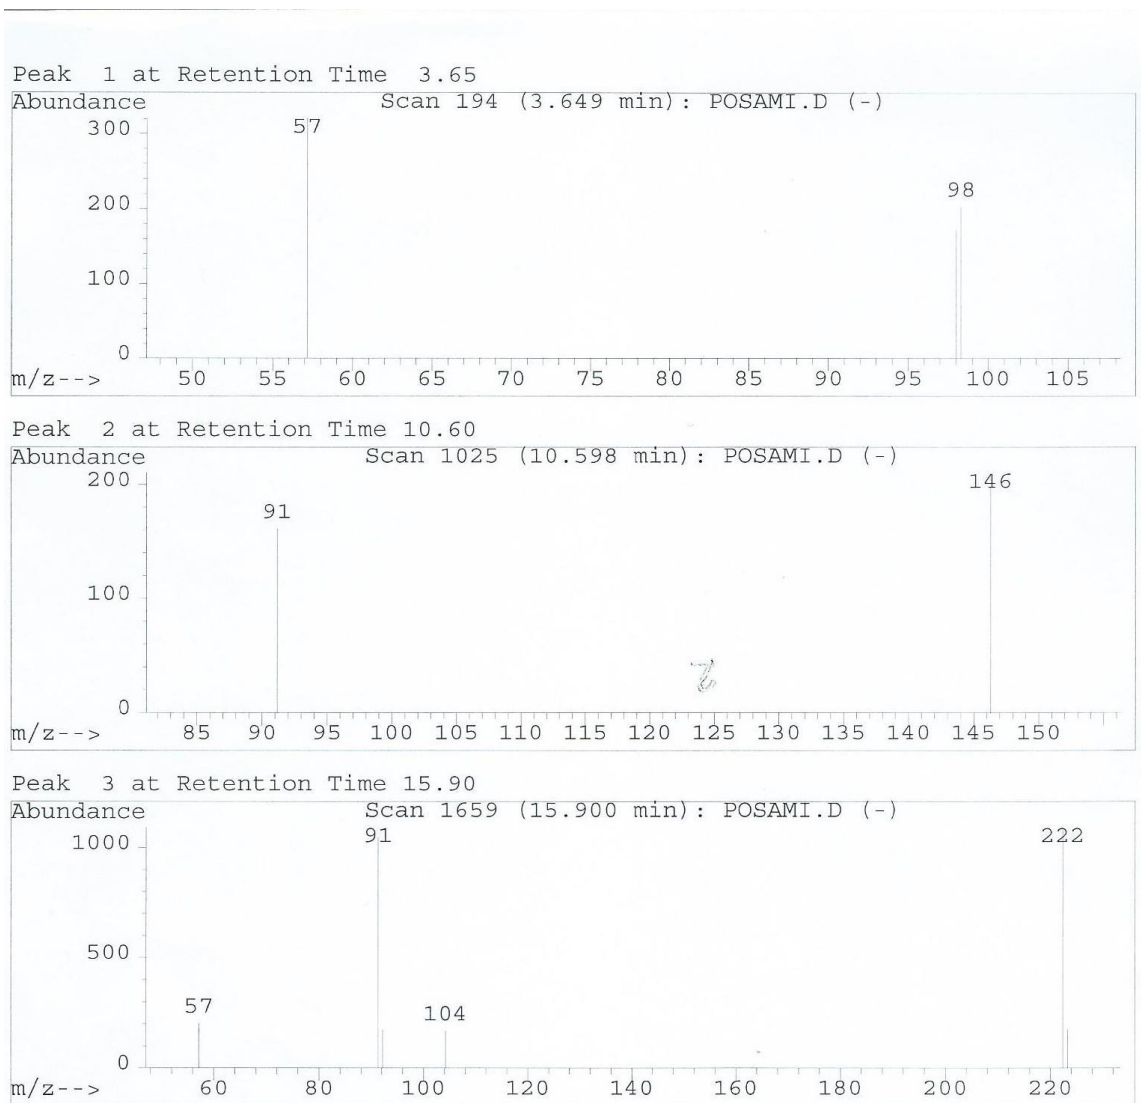 Peak 1 at Retention Time 3.65
Abundance Scan 194 (3.649 min): POSAMI.D (-)
300 57
200 98
100
0
m/z--> 50 55 60 65 70 75 80 85 90 95 100 105
Peak 2 at Retention Time 10.60
Abundance Scan 1025 (10.598 min): POSAMI.D (-)
200 146
91
100
0
m/z--> 85 90 95 100 105 110 115 120 125 130 135 140 145 150
Peak 3 at Retention Time 15.90
Abundance Scan 1659 (15.900 min): POSAMI.D (-)
1000 91 222
500
57 104
0
m/z--> 60 80 100 120 140 160 180 200 220